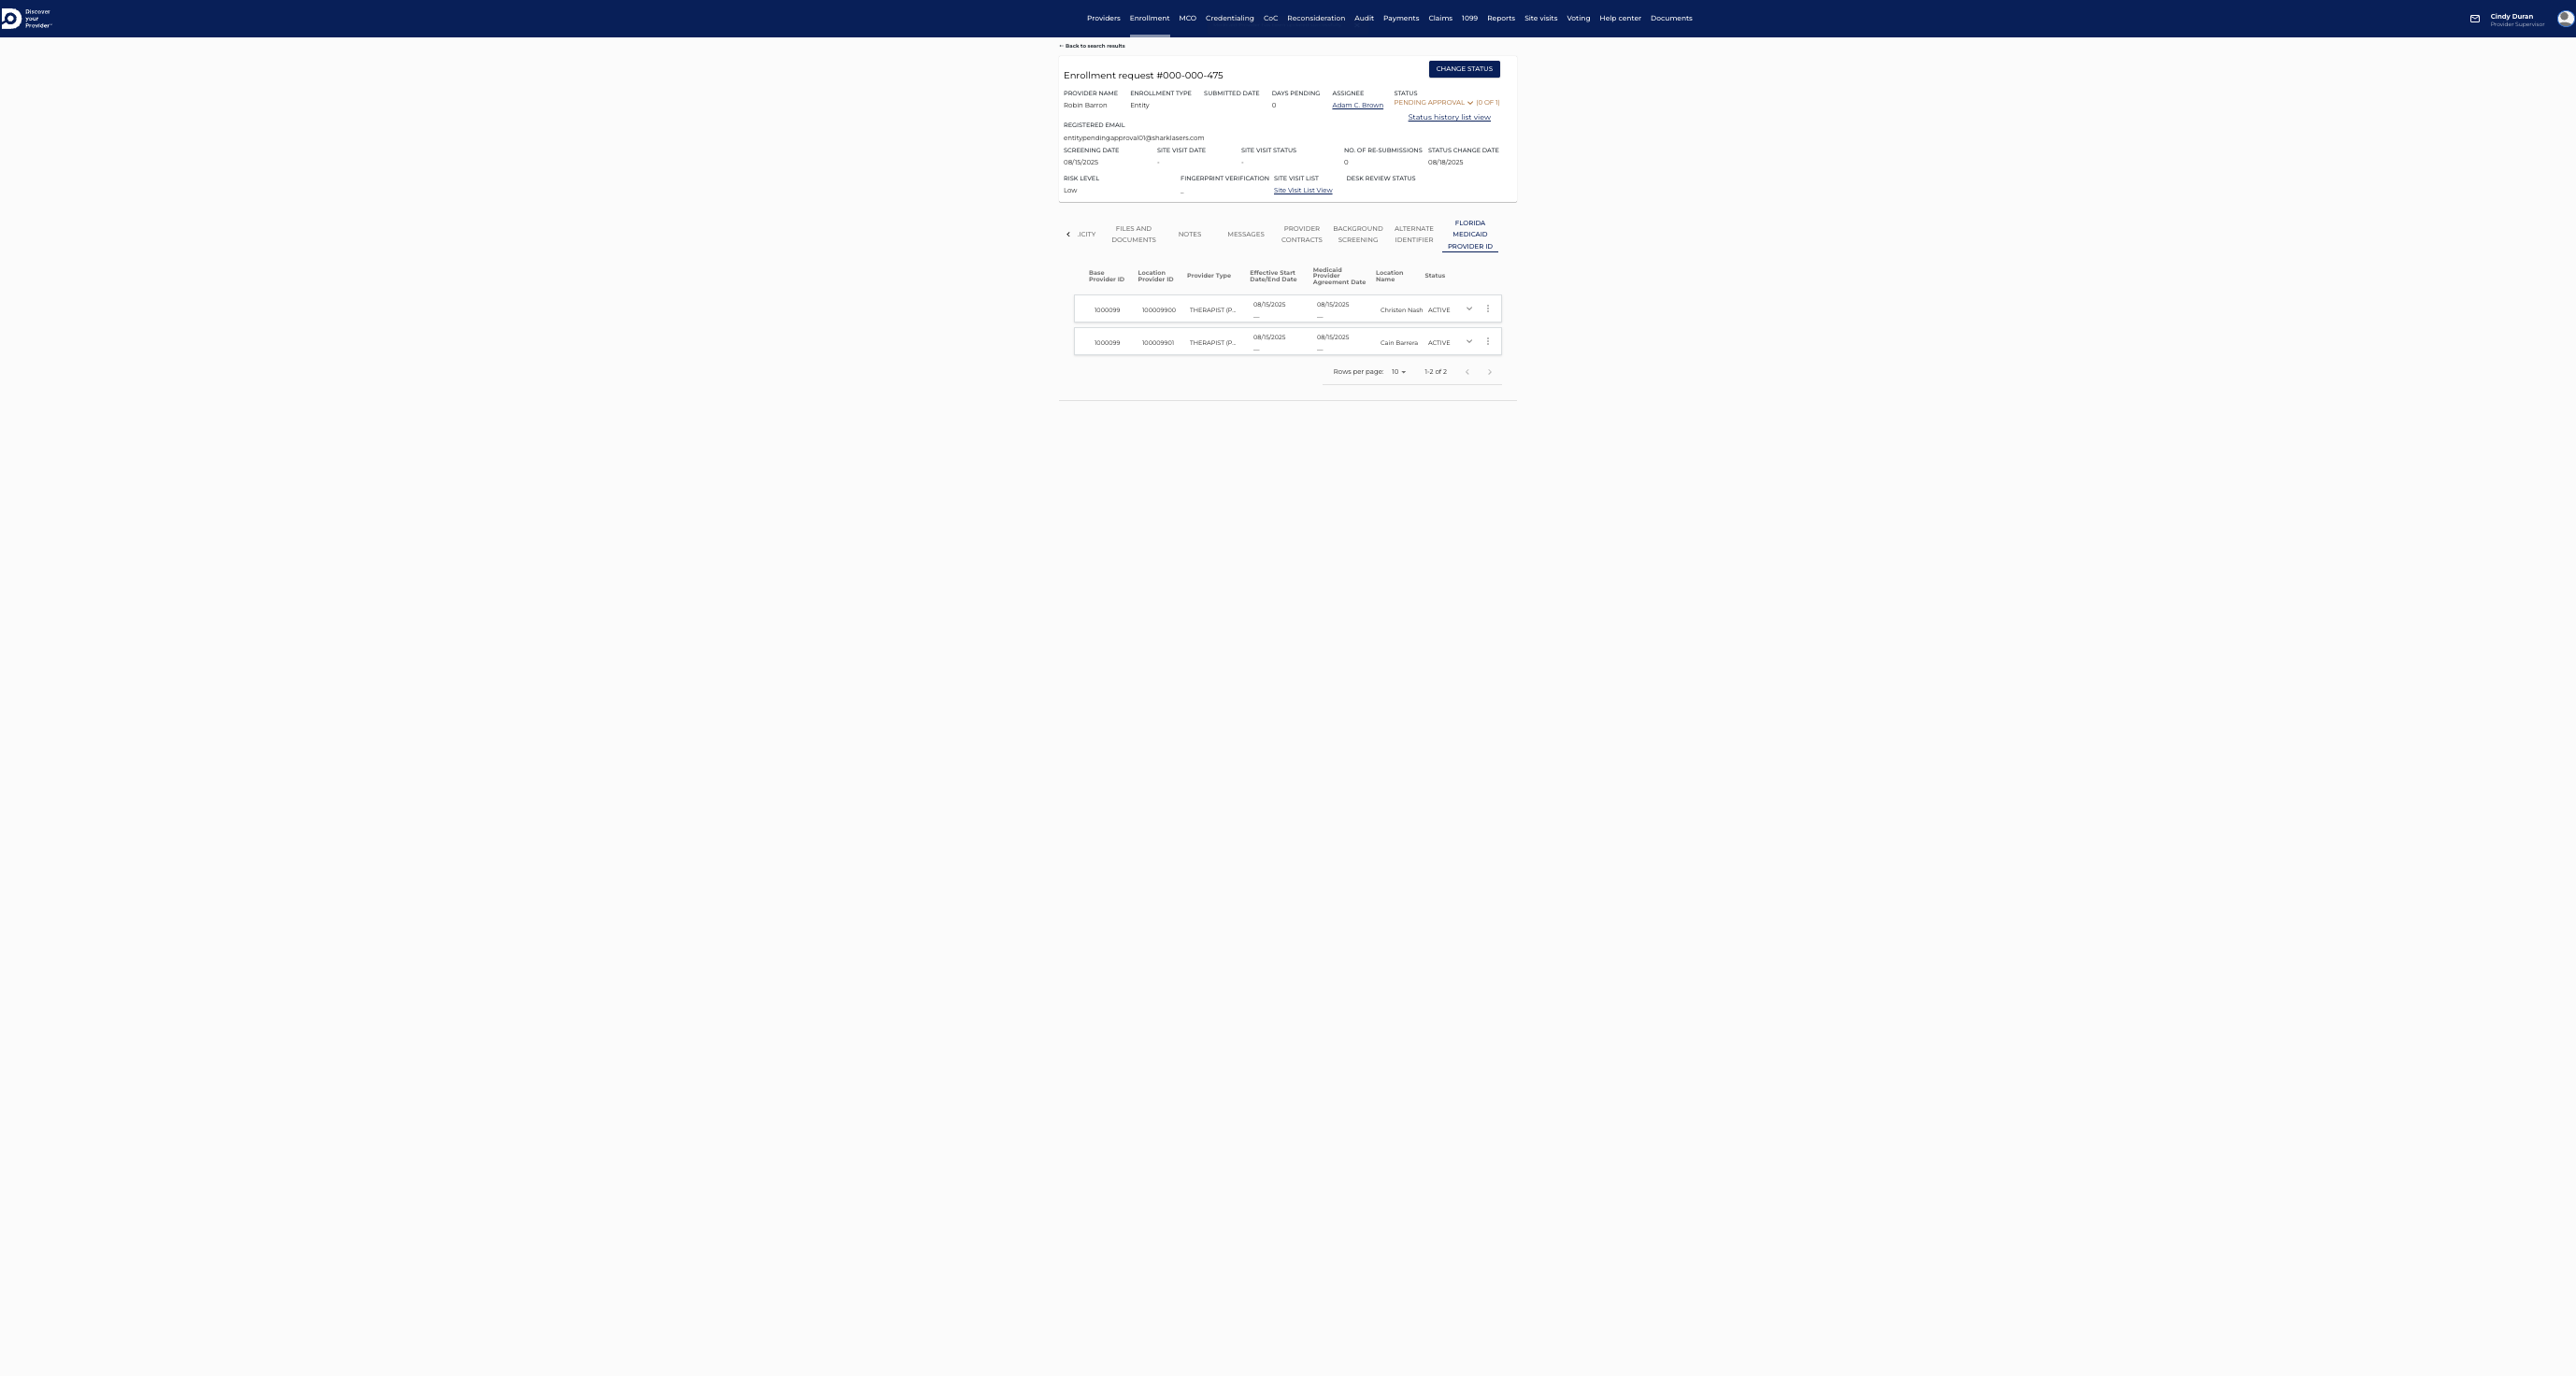 Discover
your
Provider
Providers Enrollment MCO Credentialing CoC Reconsideration Audit Payments Claims 1099 Reports Site visits Voting Help center Documents
Cindy Duran
Provider Supervisor
← Back to search results
Enrollment request #000-000-475
CHANGE STATUS
PROVIDER NAME ENROLLMENT TYPE SUBMITTED DATE DAYS PENDING ASSIGNEE STATUS
Robin Barron Entity 0 Adam C. Brown PENDING APPROVAL (0 OF 1)
Status history list view
REGISTERED EMAIL
entitypendingapproval01@sharklasers.com
SCREENING DATE SITE VISIT DATE SITE VISIT STATUS NO. OF RE-SUBMISSIONS STATUS CHANGE DATE
08/15/2025 - - 0 08/18/2025
RISK LEVEL FINGERPRINT VERIFICATION SITE VISIT LIST DESK REVIEW STATUS
Low _ Site Visit List View
ICITY
FILES AND
DOCUMENTS
NOTES
MESSAGES
PROVIDER
CONTRACTS
BACKGROUND
SCREENING
ALTERNATE
IDENTIFIER
FLORIDA
MEDICAID
PROVIDER ID
Base
Provider ID
Location
Provider ID
Provider Type
Effective Start
Date/End Date
Medicaid
Provider
Agreement Date
Location
Name
Status
1000099 100009900 THERAPIST (P... 08/15/2025 — 08/15/2025 — Christen Nash ACTIVE
1000099 100009901 THERAPIST (P... 08/15/2025 — 08/15/2025 — Cain Barrera ACTIVE
Rows per page: 10 1-2 of 2